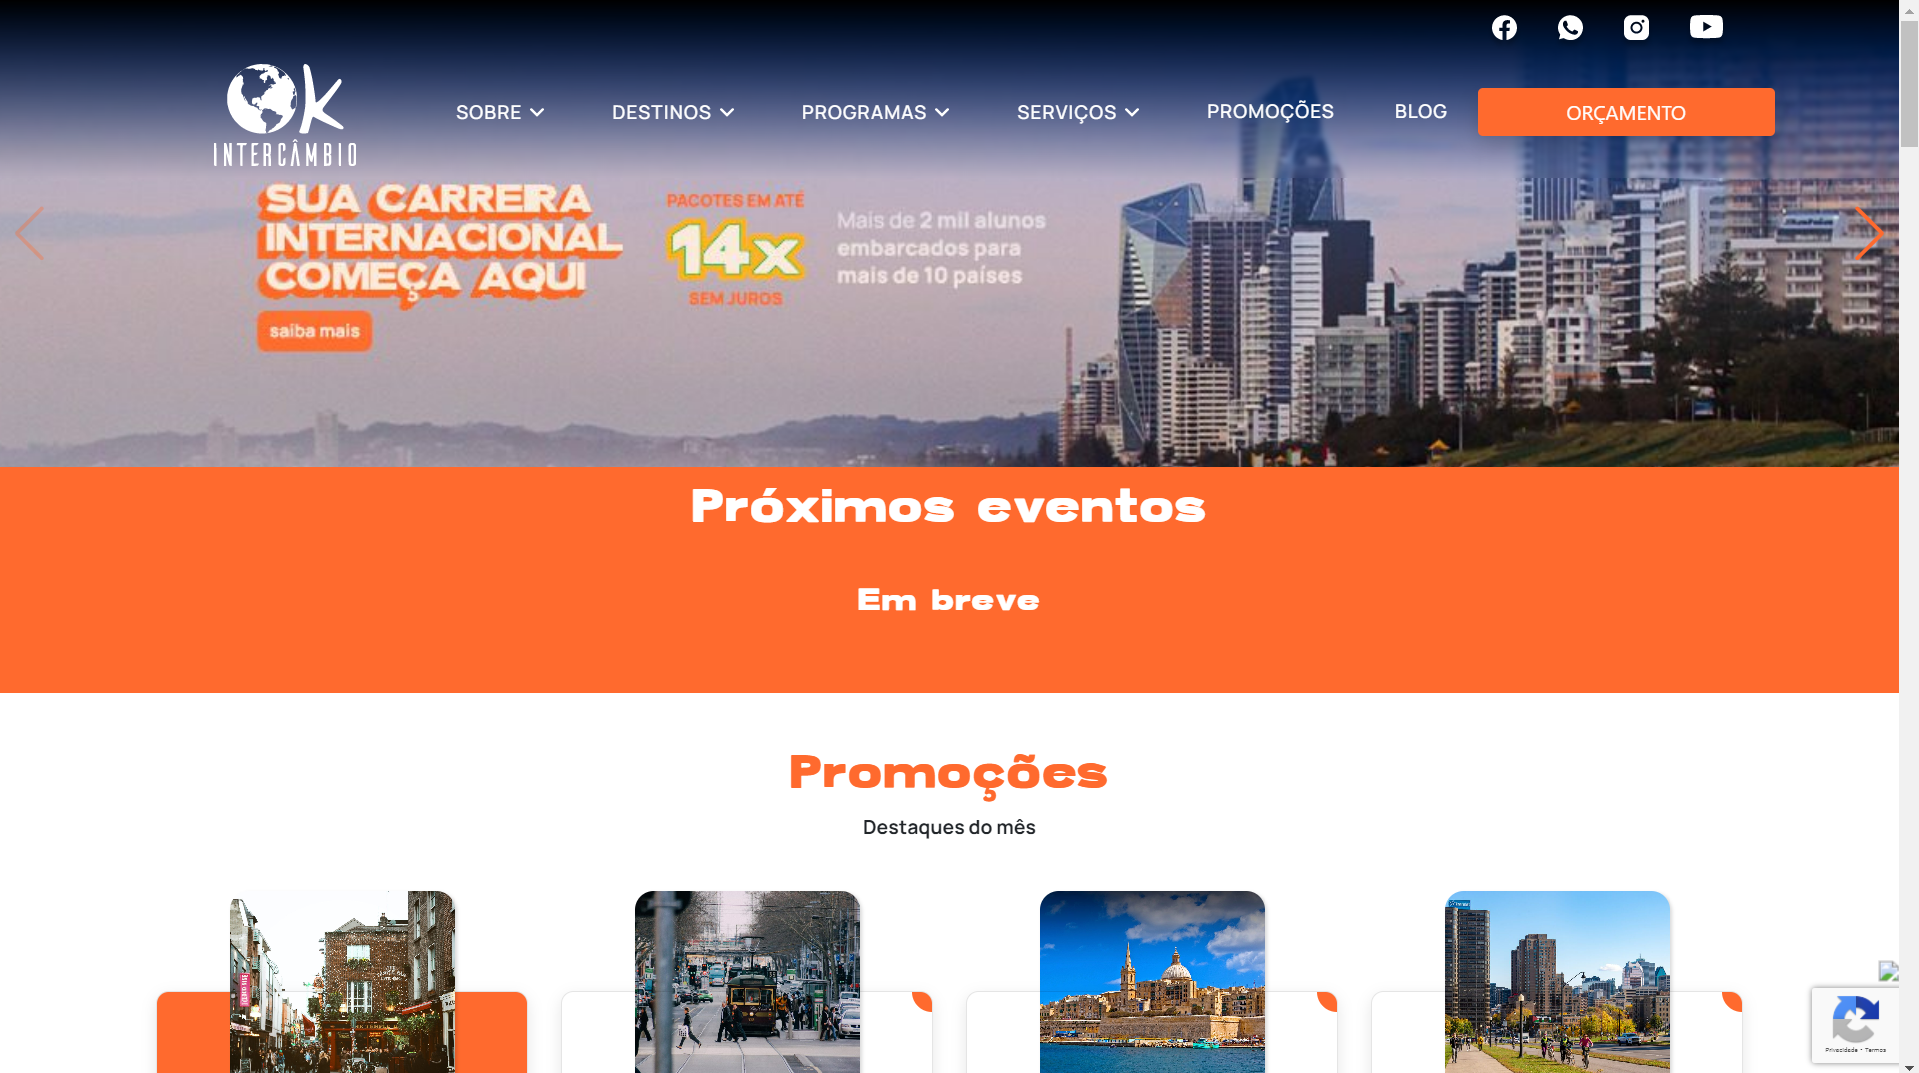 OK
INTERCÂMBIO
SOBRE
DESTINOS
PROGRAMAS
SERVIÇOS
PROMOÇÕES
BLOG
ORÇAMENTO
SUA CARREIRA
INTERNACIONAL
COMEÇA AQUI
saiba mais
PACOTES EM ATÉ
14x
SEM JUROS
Mais de 2 mil alunos
embarcados para
mais de 10 países
Próximos eventos
Em breve
Promoções
Destaques do mês
Privacidade - Termos